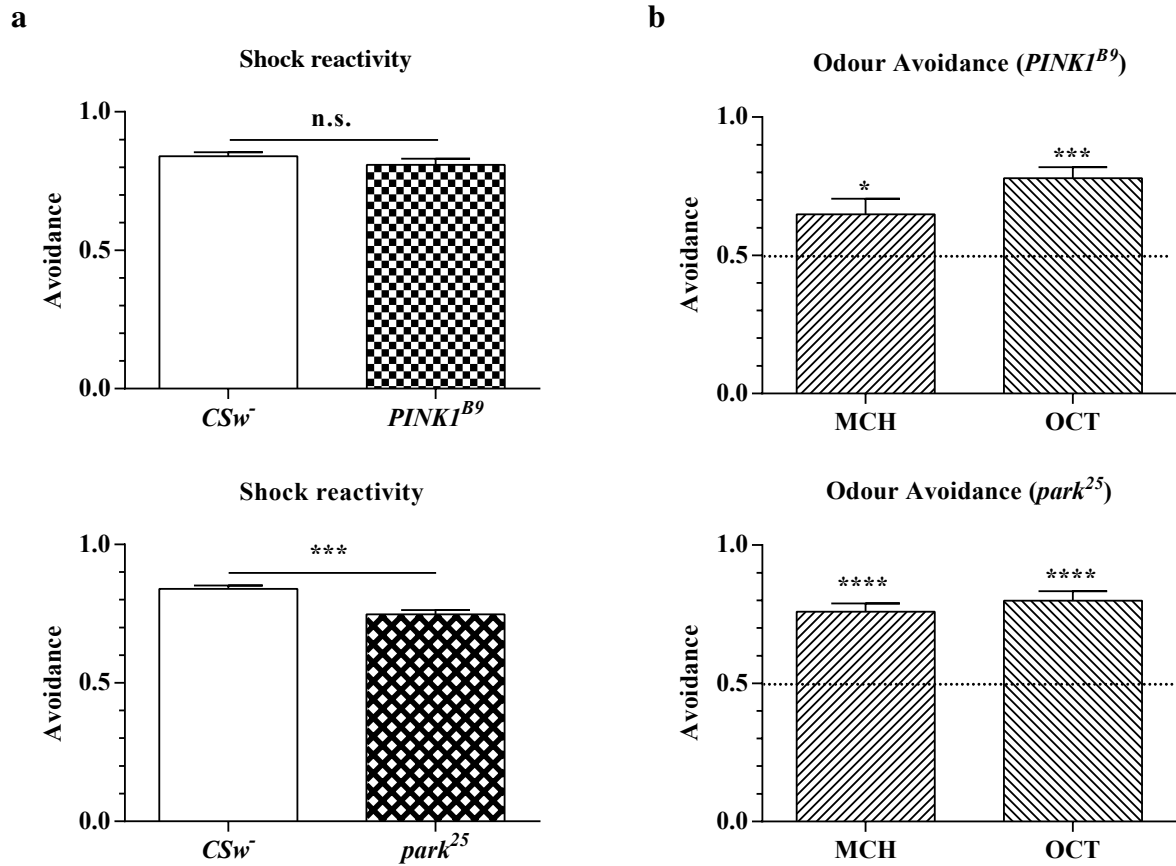 a
Shock reactivity
1.0
n.s.
Avoidance
0.5
0.0
CSw⁻
PINK1ᴮ⁹
b
Odour Avoidance (PINK1ᴮ⁹)
1.0
***
*
Avoidance
0.5
0.0
MCH
OCT
Shock reactivity
1.0
***
Avoidance
0.5
0.0
CSw⁻
park²⁵
Odour Avoidance (park²⁵)
1.0
****
****
Avoidance
0.5
0.0
MCH
OCT